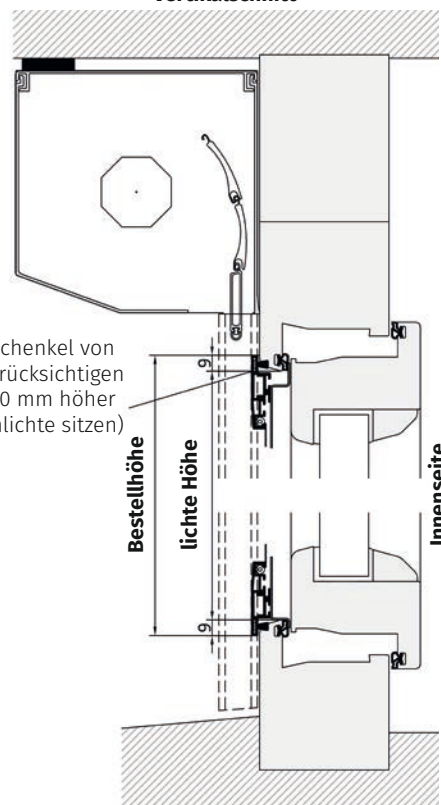 Vertikalschnitt
chenkel von
rücksichtigen
0 mm höher
lichte sitzen)
9
Bestellhöhe
lichte Höhe
Innenseite
9